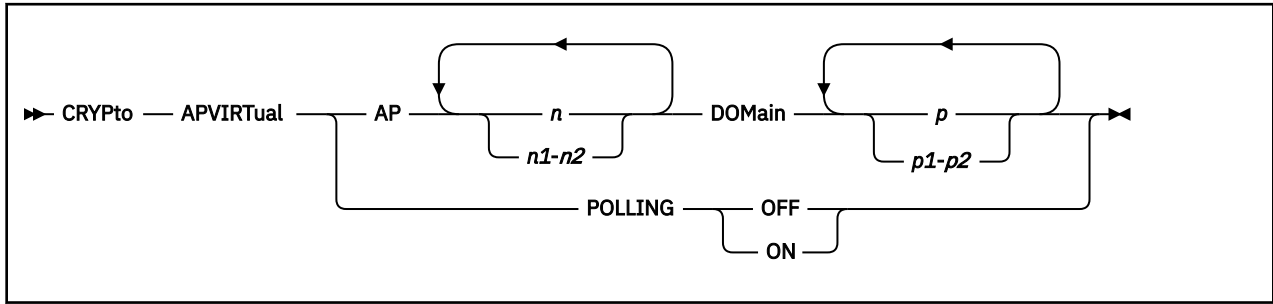 CRYPto APVIRTual AP n DOMain p
n1-n2 p1-p2
POLLING OFF
ON